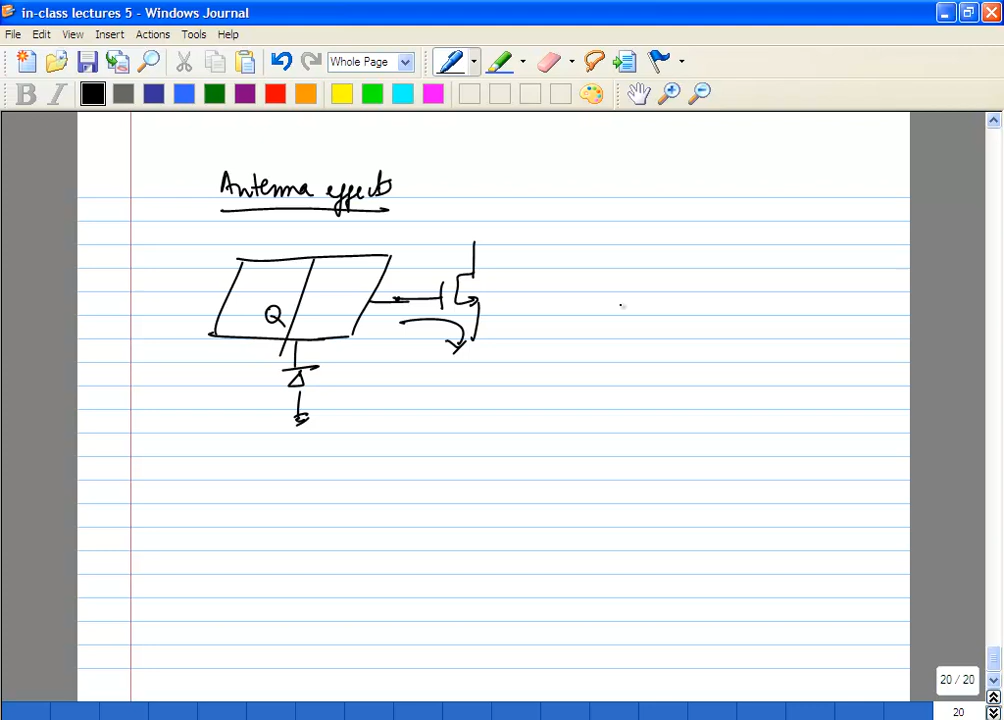 in-class lectures 5 - Windows Journal
File Edit View Insert Actions Tools Help
Whole Page
B I
Antenna effects
Q
20 / 20
20